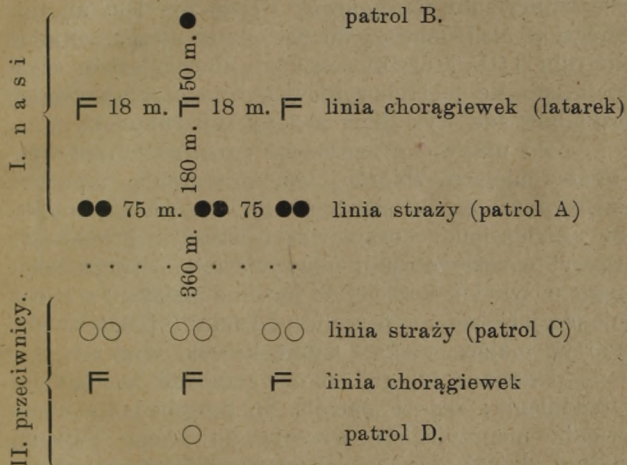 patrol B.
50 m.
18 m. 18 m. linia chorągiewek (latarek)
I. nasi
180 m.
75 m. 75 linia straży (patrol A)
360 m.
II. przeciwnicy.
linia straży (patrol C)
linia chorągiewek
patrol D.